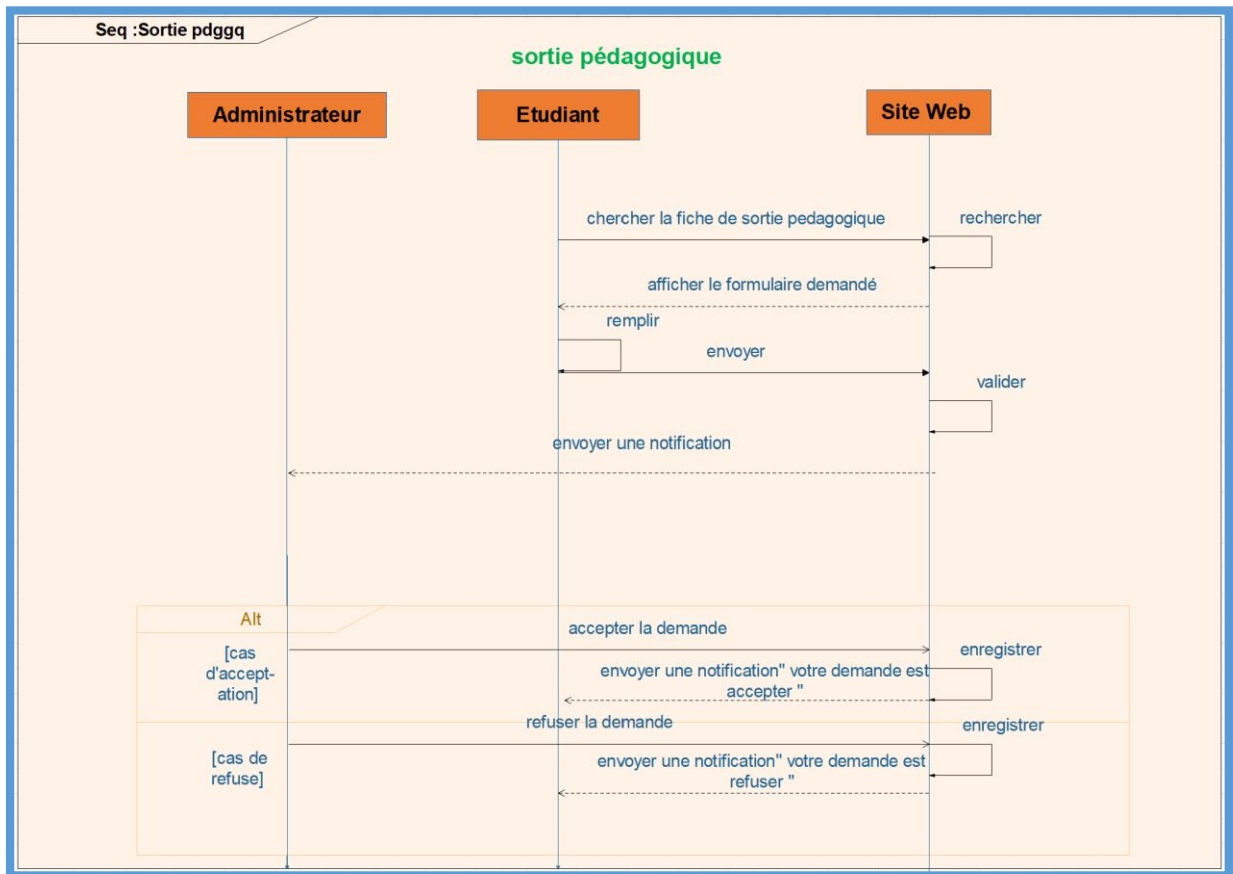 Seq :Sortie pdggq
sortie pédagogique
Administrateur
Etudiant
Site Web
chercher la fiche de sortie pedagogique
rechercher
afficher le formulaire demandé
remplir
envoyer
valider
envoyer une notification
Alt
accepter la demande
[cas
d'accept-
ation]
enregistrer
envoyer une notification" votre demande est
accepter "
refuser la demande
enregistrer
[cas de
refuse]
envoyer une notification" votre demande est
refuser "